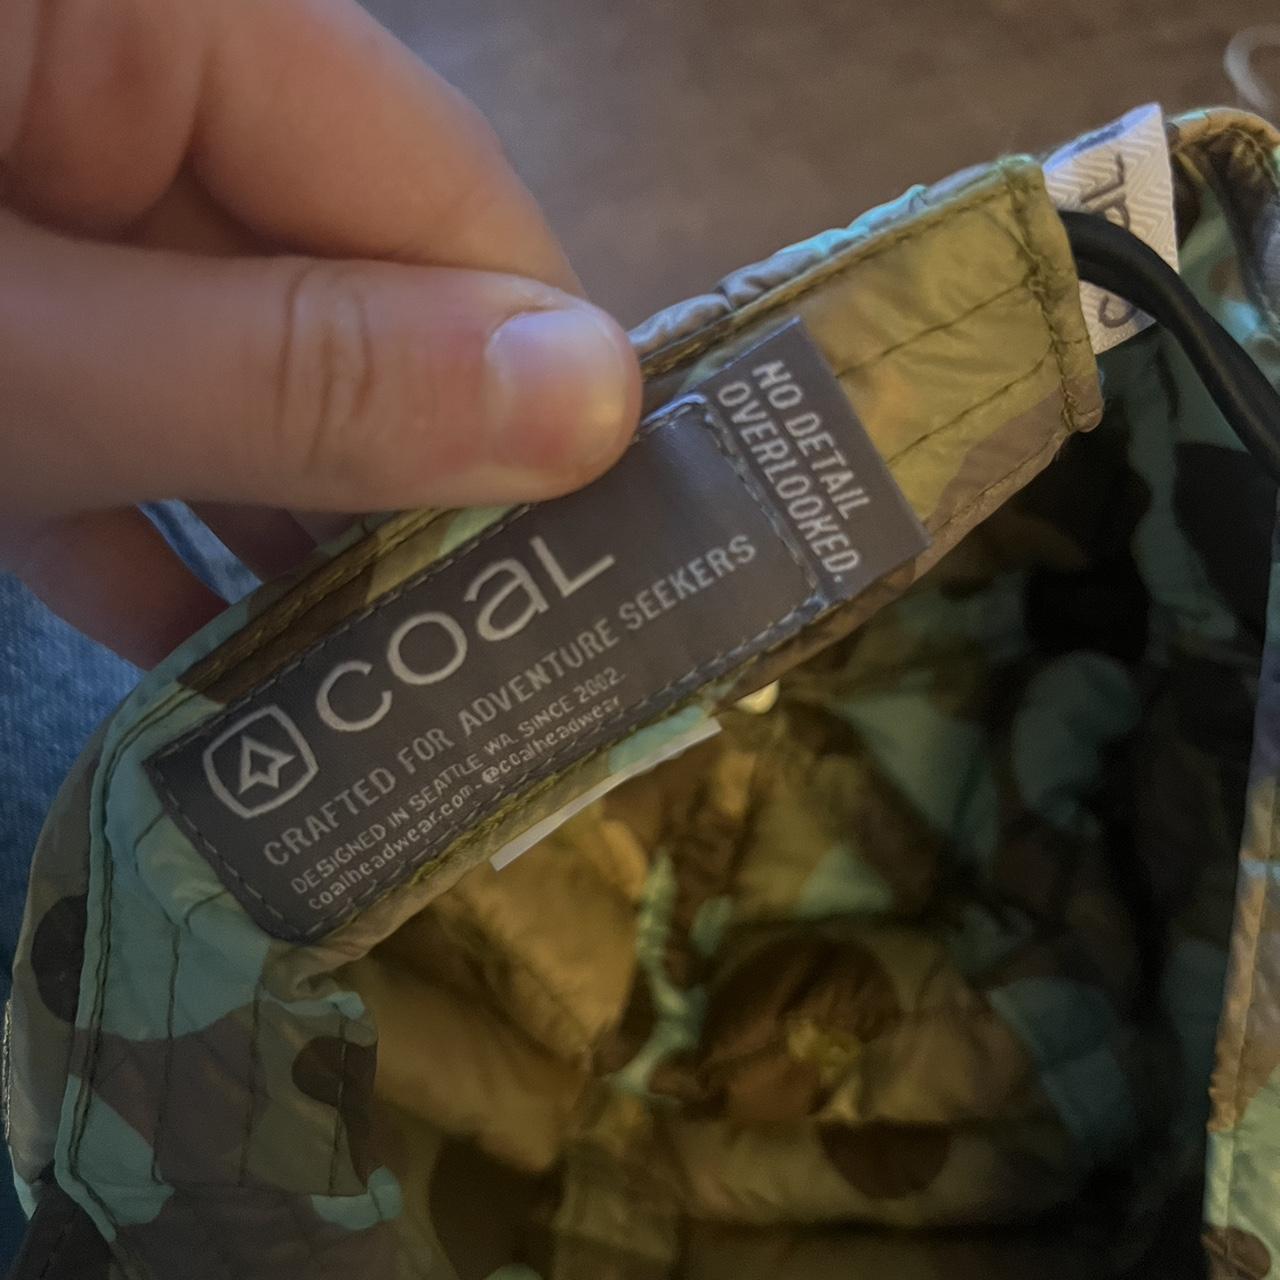 coaL
CRAFTED FOR ADVENTURE SEEKERS
DESIGNED IN SEATTLE, WA. SINCE 2002.
coalheadwear.com - @coalheadwear
NO DETAIL
OVERLOOKED.